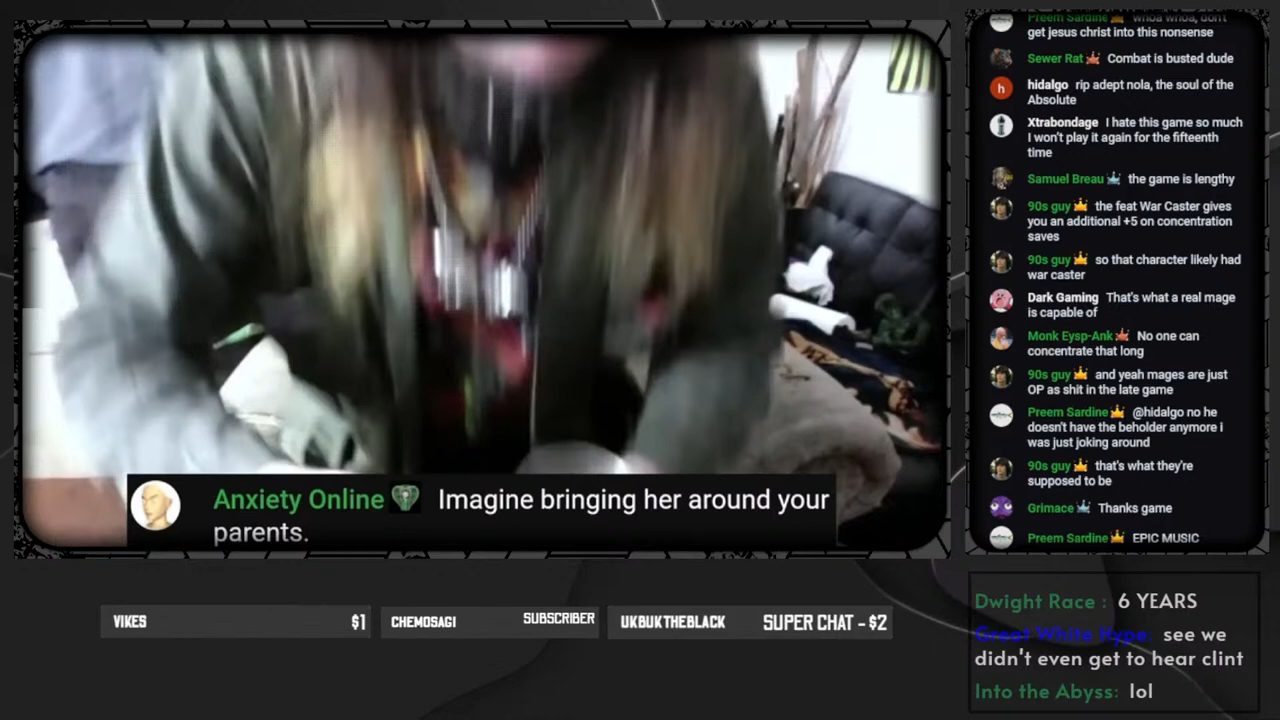 Anxiety Online Imagine bringing her around your
parents.
VIKES $1
CHEMOSAGI SUBSCRIBER
UKBUKTHEBLACK SUPER CHAT - $2
Preem Sardine whoa whoa, don't
get jesus christ into this nonsense
Sewer Rat Combat is busted dude
h
hidalgo rip adept nola, the soul of the
Absolute
Xtrabondage I hate this game so much
I won't play it again for the fifteenth
time
Samuel Breau the game is lengthy
90s guy the feat War Caster gives
you an additional +5 on concentration
saves
90s guy so that character likely had
war caster
Dark Gaming That's what a real mage
is capable of
Monk Eysp-Ank No one can
concentrate that long
90s guy and yeah mages are just
OP as shit in the late game
Preem Sardine @hidalgo no he
doesn't have the beholder anymore i
was just joking around
90s guy that's what they're
supposed to be
Grimace Thanks game
Preem Sardine EPIC MUSIC
Dwight Race : 6 YEARS
Great White Hype: see we
didn't even get to hear clint
Into the Abyss: lol